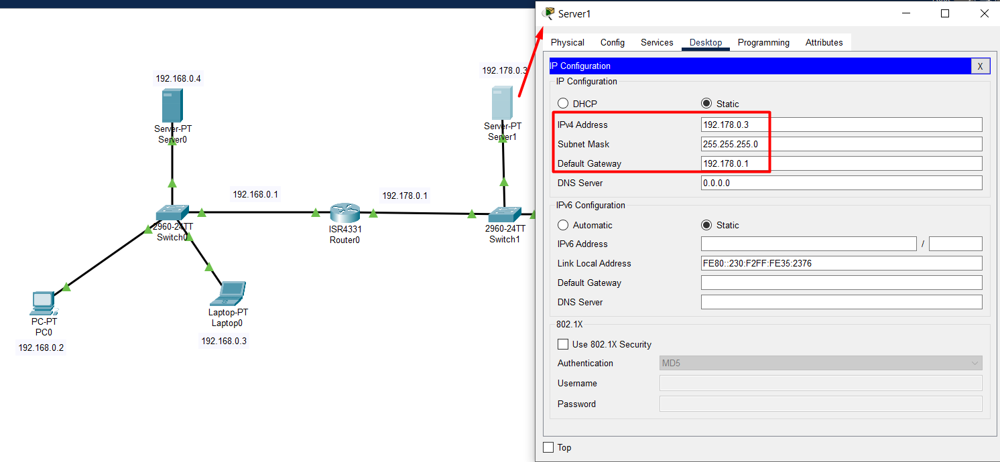 Server1
Physical Config Services Desktop Programming Attributes
IP Configuration X
IP Configuration
DHCP Static
IPv4 Address 192.178.0.3
Subnet Mask 255.255.255.0
Default Gateway 192.178.0.1
DNS Server 0.0.0.0
IPv6 Configuration
Automatic Static
IPv6 Address /
Link Local Address FE80::230:F2FF:FE35:2376
Default Gateway
DNS Server
802.1X
Use 802.1X Security
Authentication MD5
Username
Password
Top
192.168.0.4
Server-PT
Server0
192.178.0.3
Server-PT
Server1
192.168.0.1
192.178.0.1
2960-24TT
Switch0
ISR4331
Router0
2960-24TT
Switch1
PC-PT
PC0
192.168.0.2
Laptop-PT
Laptop0
192.168.0.3